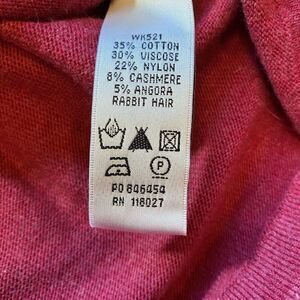 WK521
35% COTTON
30% VISCOSE
22% NYLON
8% CASHMERE
5% ANGORA
RABBIT HAIR
P
PO 846454
RN 118027